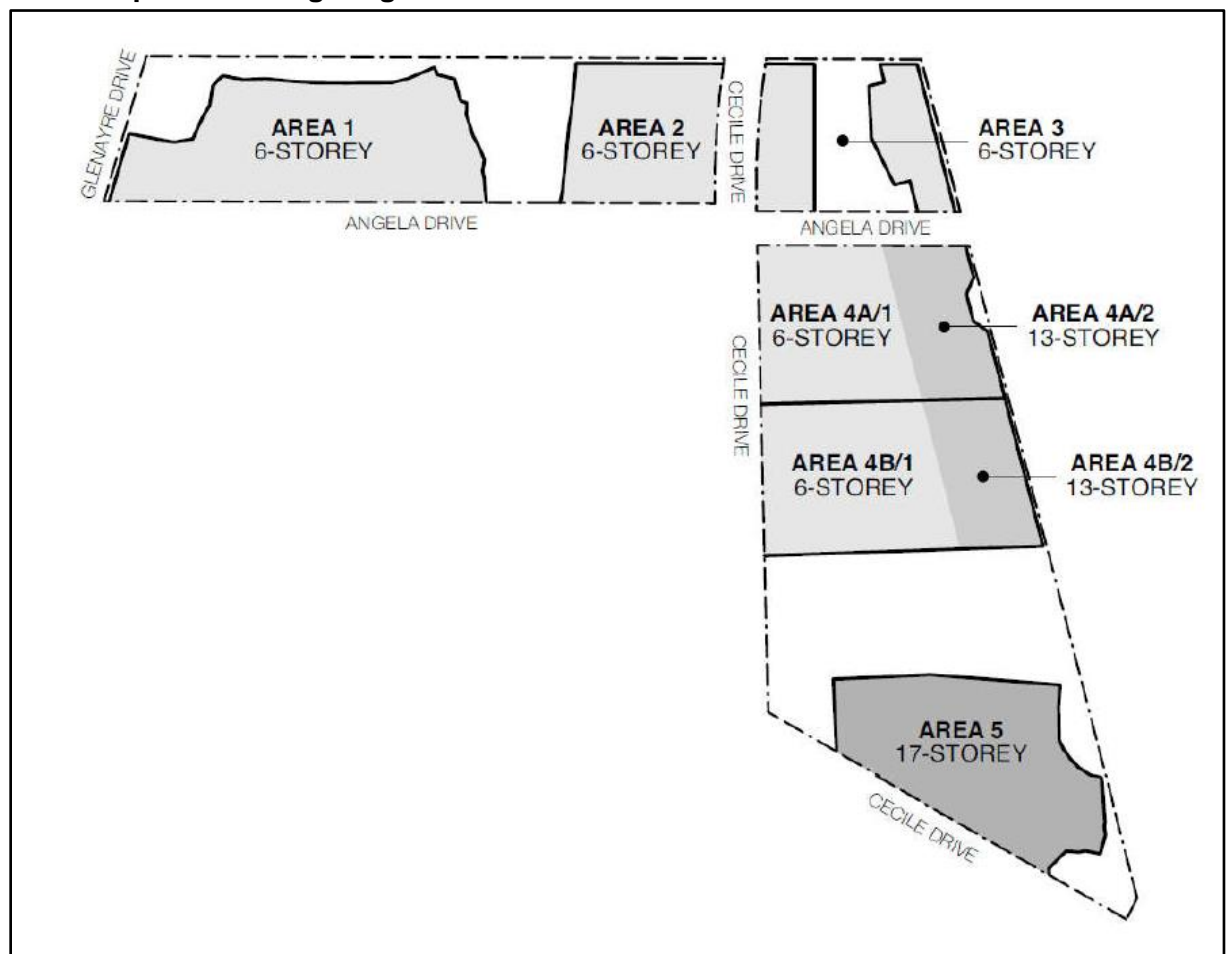 GLENAYRE DRIVE
AREA 1
6-STOREY
AREA 2
6-STOREY
CECILE DRIVE
AREA 3
6-STOREY
ANGELA DRIVE
ANGELA DRIVE
AREA 4A/1
6-STOREY
AREA 4A/2
13-STOREY
CECILE DRIVE
AREA 4B/1
6-STOREY
AREA 4B/2
13-STOREY
AREA 5
17-STOREY
CECILE DRIVE